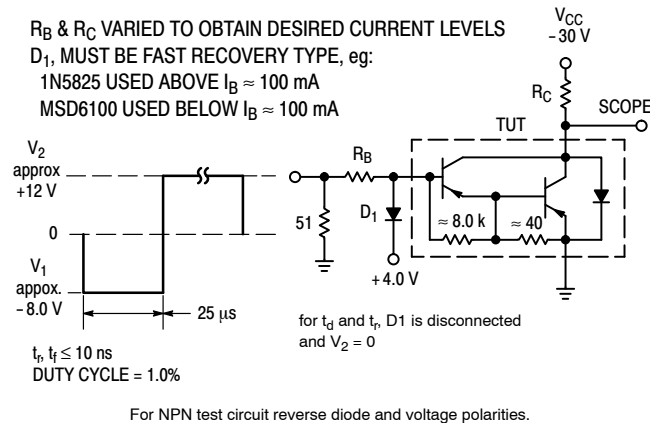 R_B & R_C VARIED TO OBTAIN DESIRED CURRENT LEVELS
D_1, MUST BE FAST RECOVERY TYPE, eg:
1N5825 USED ABOVE I_B ≈ 100 mA
MSD6100 USED BELOW I_B ≈ 100 mA
V_CC
- 30 V
R_C
SCOPE
TUT
V_2
approx
+12 V
0
V_1
appox.
- 8.0 V
25 μs
R_B
51
D_1
+ 4.0 V
≈ 8.0 k
≈ 40
t_r, t_f ≤ 10 ns
DUTY CYCLE = 1.0%
for t_d and t_r, D1 is disconnected
and V_2 = 0
For NPN test circuit reverse diode and voltage polarities.